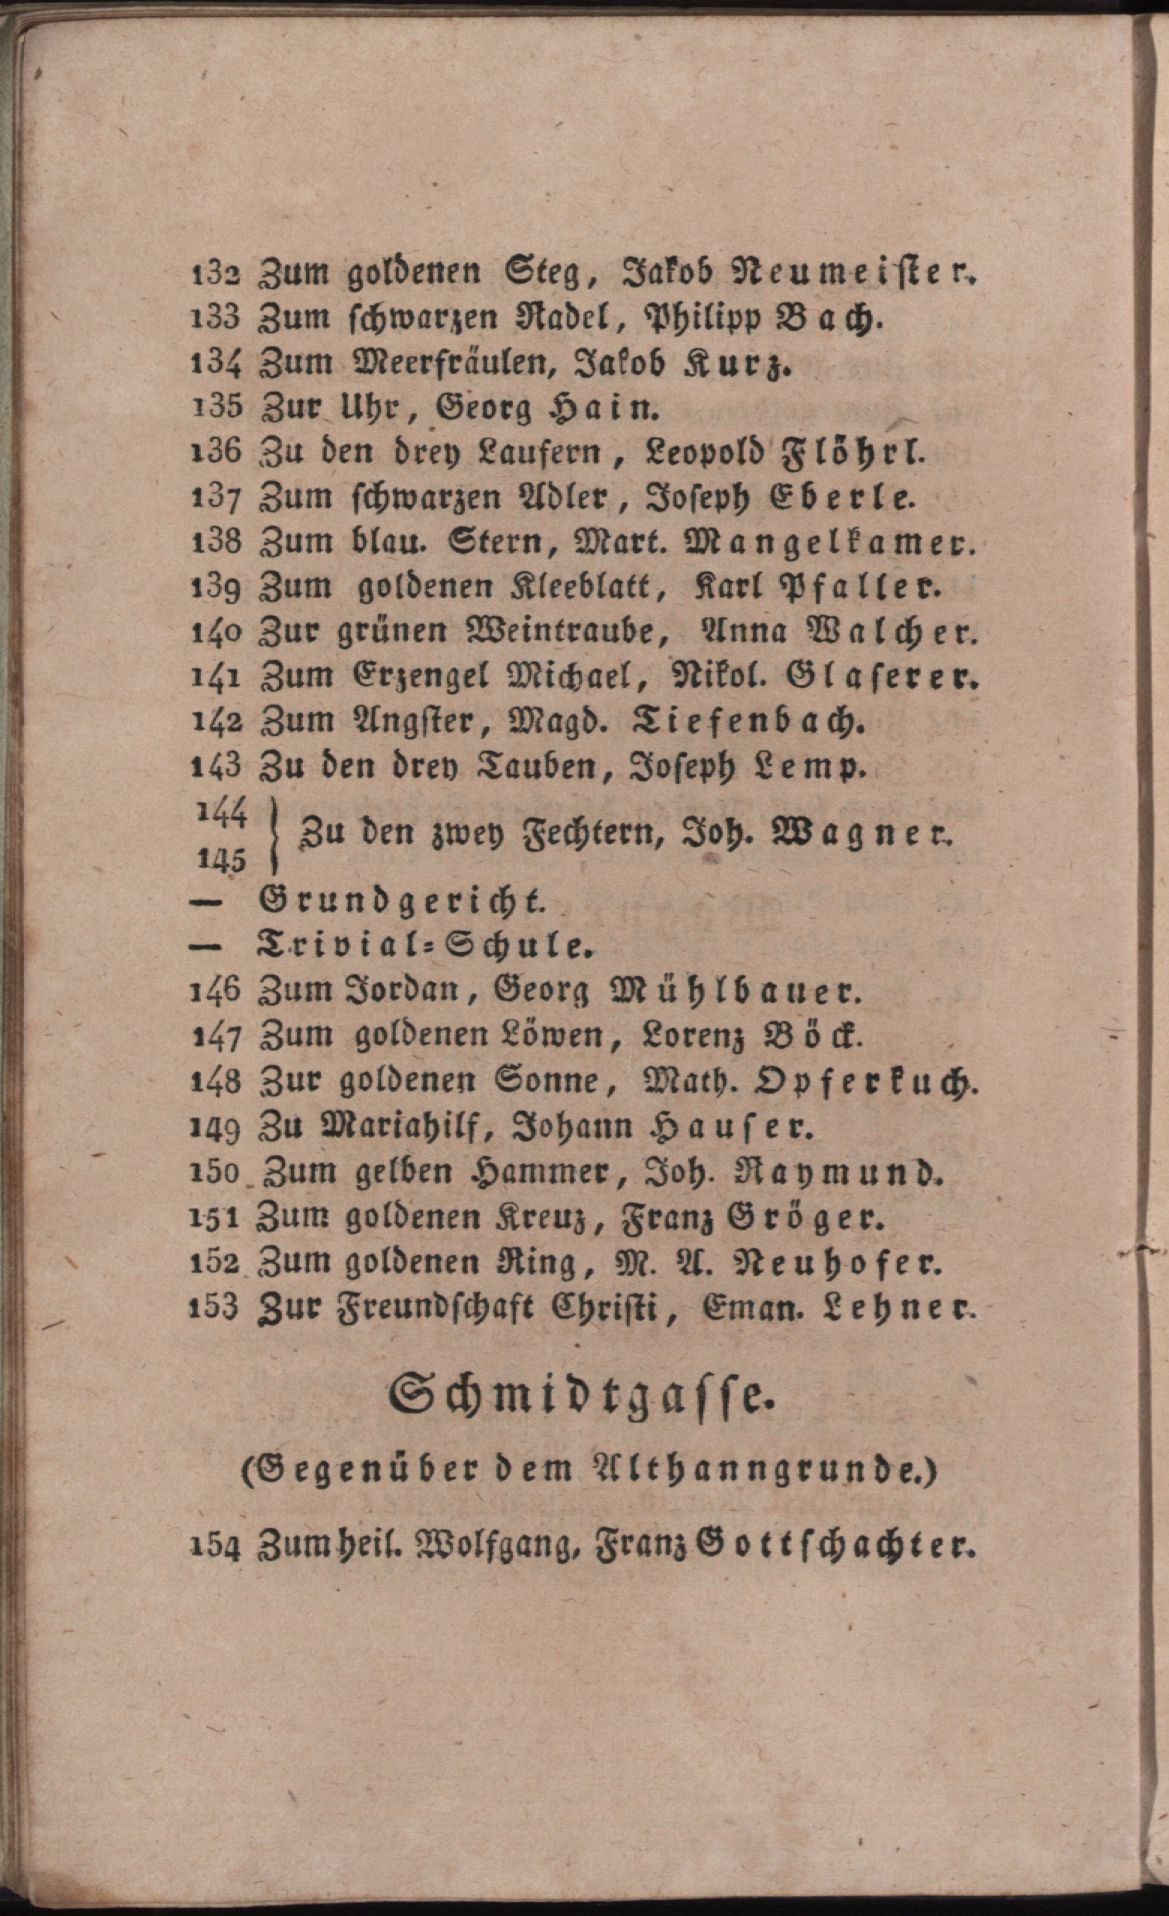 132 Zum goldenen Steg, Jakob Neumeister.
133 Zum schwarzen Radel, Philipp Bach.
134 Zum Meerfräulen, Jakob Kurz.
135 Zur Uhr, Georg Hain.
136 Zu den drey Laufern, Leopold Flöhrl.
137 Zum schwarzen Adler, Joseph Eberle.
138 Zum blau. Stern, Mart. Mangelkamer.
139 Zum goldenen Kleeblatt, Karl Pfaller.
140 Zur grünen Weintraube, Anna Walcher.
141 Zum Erzengel Michael, Nikol. Glaserer.
142 Zum Angster, Magd. Tiefenbach.
143 Zu den drey Tauben, Joseph Lemp.
144
145 } Zu den zwey Fechtern, Joh. Wagner.
— Grundgericht.
— Trivial-Schule.
146 Zum Jordan, Georg Mühlbauer.
147 Zum goldenen Löwen, Lorenz Böck.
148 Zur goldenen Sonne, Math. Opferkuch.
149 Zu Mariahilf, Johann Hauser.
150 Zum gelben Hammer, Joh. Raymund.
151 Zum goldenen Kreuz, Franz Gröger.
152 Zum goldenen Ring, M. A. Neuhofer.
153 Zur Freundschaft Christi, Eman. Lehner.
Schmidtgasse.
(Gegenüber dem Althanngrunde.)
154 Zum heil. Wolfgang, Franz Gottschachter.